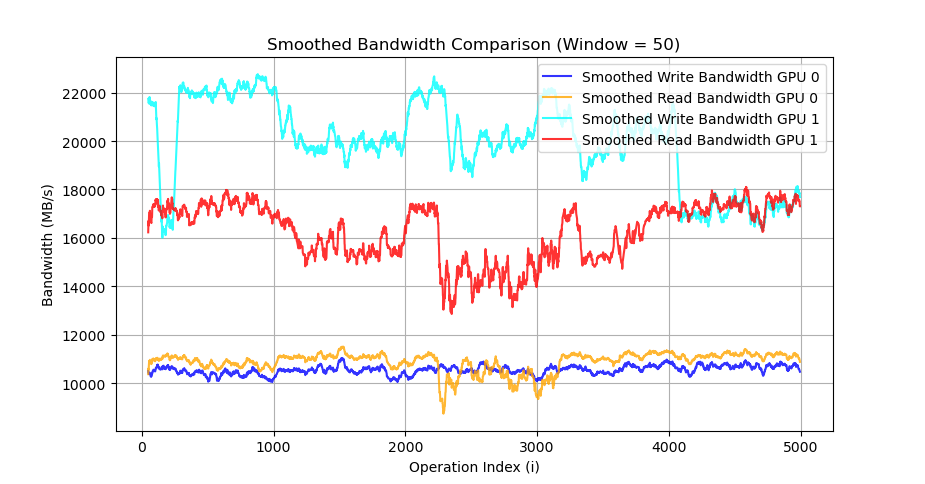 Smoothed Bandwidth Comparison (Window = 50)
Smoothed Write Bandwidth GPU 0
Smoothed Read Bandwidth GPU 0
Smoothed Write Bandwidth GPU 1
Smoothed Read Bandwidth GPU 1
Bandwidth (MB/s)
22000
20000
18000
16000
14000
12000
10000
0
1000
2000
3000
4000
5000
Operation Index (i)